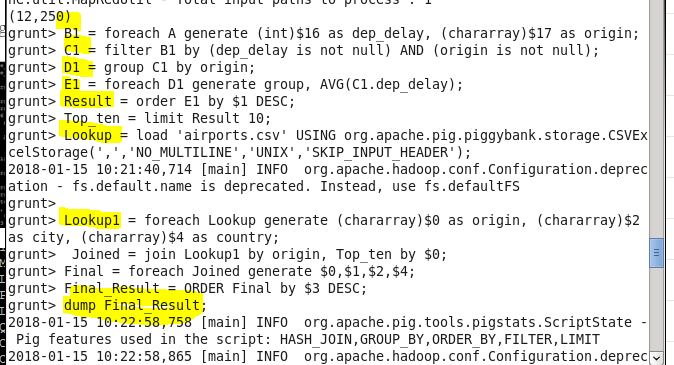 (12,250)
grunt> B1 = foreach A generate (int)$16 as dep_delay, (chararray)$17 as origin;
grunt> C1 = filter B1 by (dep_delay is not null) AND (origin is not null);
grunt> D1 = group C1 by origin;
grunt> E1 = foreach D1 generate group, AVG(C1.dep_delay);
grunt> Result = order E1 by $1 DESC;
grunt> Top_ten = limit Result 10;
grunt> Lookup = load 'airports.csv' USING org.apache.pig.piggybank.storage.CSVEx
celStorage(',','NO_MULTILINE','UNIX','SKIP_INPUT_HEADER');
2018-01-15 10:21:40,714 [main] INFO  org.apache.hadoop.conf.Configuration.deprec
ation - fs.default.name is deprecated. Instead, use fs.defaultFS
grunt>
grunt> Lookup1 = foreach Lookup generate (chararray)$0 as origin, (chararray)$2
as city, (chararray)$4 as country;
grunt>  Joined = join Lookup1 by origin, Top_ten by $0;
grunt> Final = foreach Joined generate $0,$1,$2,$4;
grunt> Final_Result = ORDER Final by $3 DESC;
grunt> dump Final_Result;
2018-01-15 10:22:58,758 [main] INFO  org.apache.pig.tools.pigstats.ScriptState -
 Pig features used in the script: HASH_JOIN,GROUP_BY,ORDER_BY,FILTER,LIMIT
2018-01-15 10:22:58,865 [main] INFO  org.apache.hadoop.conf.Configuration.deprec